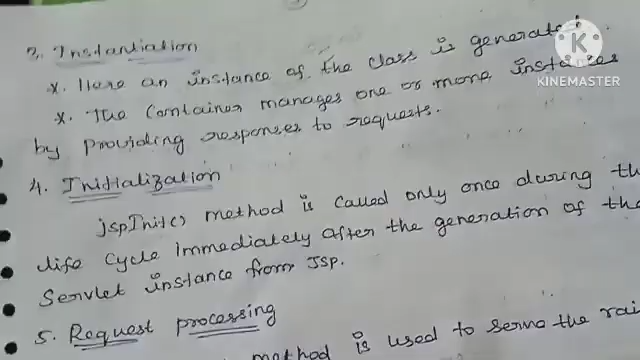 3. Instantiation
x. Here an instance of the class is generated.
x. The container manages one or more instances
by providing responses to requests.
4. Initialization
jspInit() method is called only once during the
life cycle immediately after the generation of the
Servlet instance from JSP.
5. Request processing
method is used to serve the
K
KINEMASTER